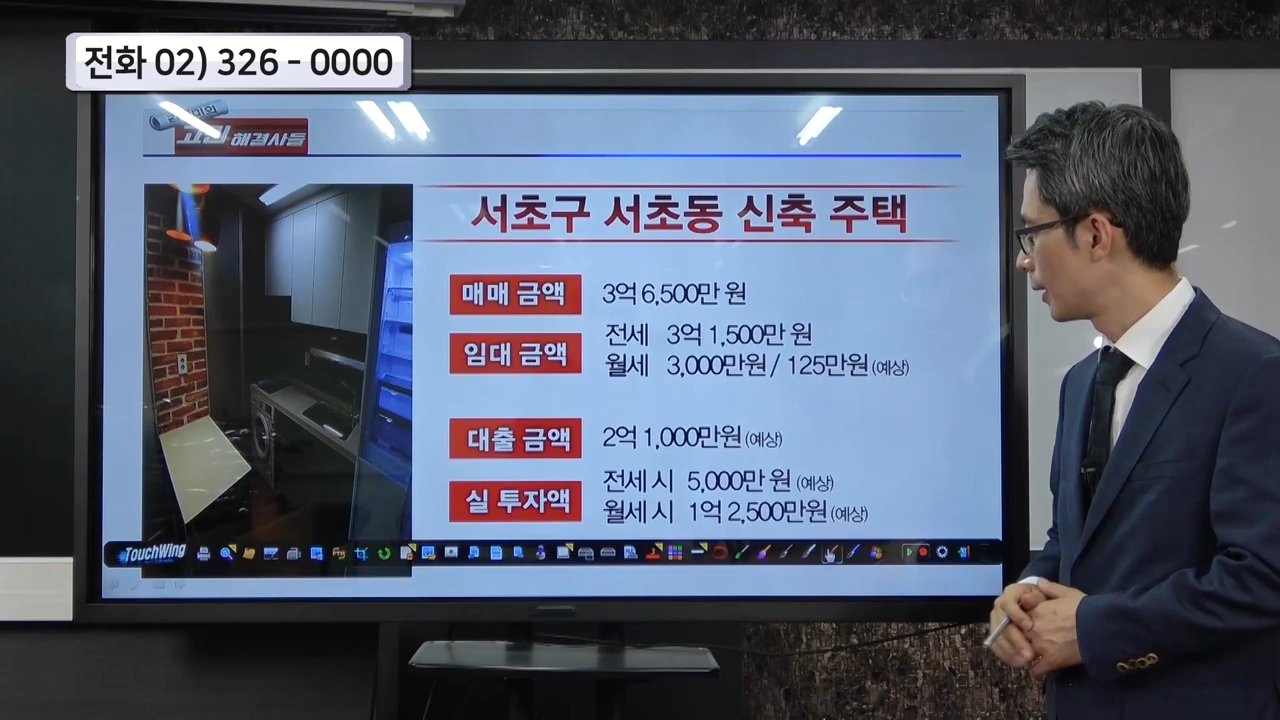 전화 02) 326 - 0000
해결사들
서초구 서초동 신축 주택
매매 금액 3억 6,500만 원
임대 금액 전세 3억 1,500만 원
월세 3,000만원 / 125만원 (예상)
대출 금액 2억 1,000만원 (예상)
실 투자액 전세 시 5,000만 원 (예상)
월세 시 1억 2,500만원 (예상)
TouchWing